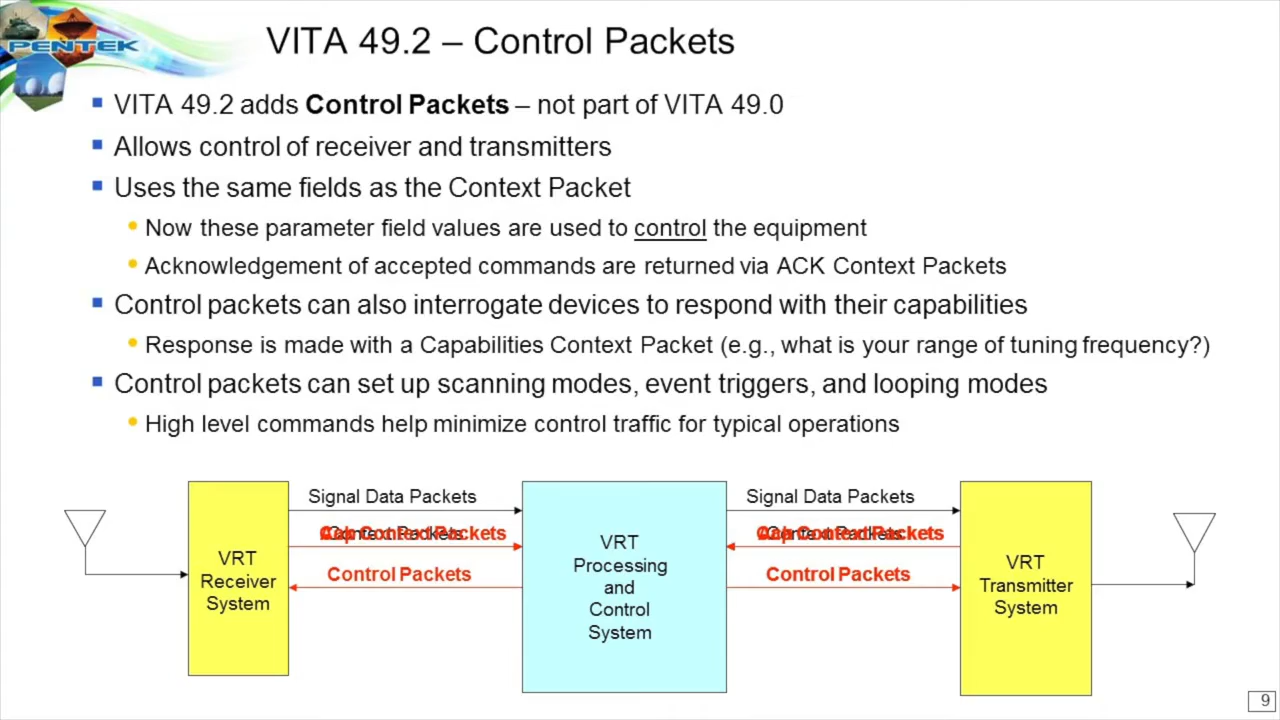 PENTEK
VITA 49.2 – Control Packets
VITA 49.2 adds Control Packets – not part of VITA 49.0
Allows control of receiver and transmitters
Uses the same fields as the Context Packet
Now these parameter field values are used to control the equipment
Acknowledgement of accepted commands are returned via ACK Context Packets
Control packets can also interrogate devices to respond with their capabilities
Response is made with a Capabilities Context Packet (e.g., what is your range of tuning frequency?)
Control packets can set up scanning modes, event triggers, and looping modes
High level commands help minimize control traffic for typical operations
VRT
Receiver
System
Signal Data Packets
Context Packets
Control Packets
VRT
Processing
and
Control
System
Signal Data Packets
Context Packets
Control Packets
VRT
Transmitter
System
9